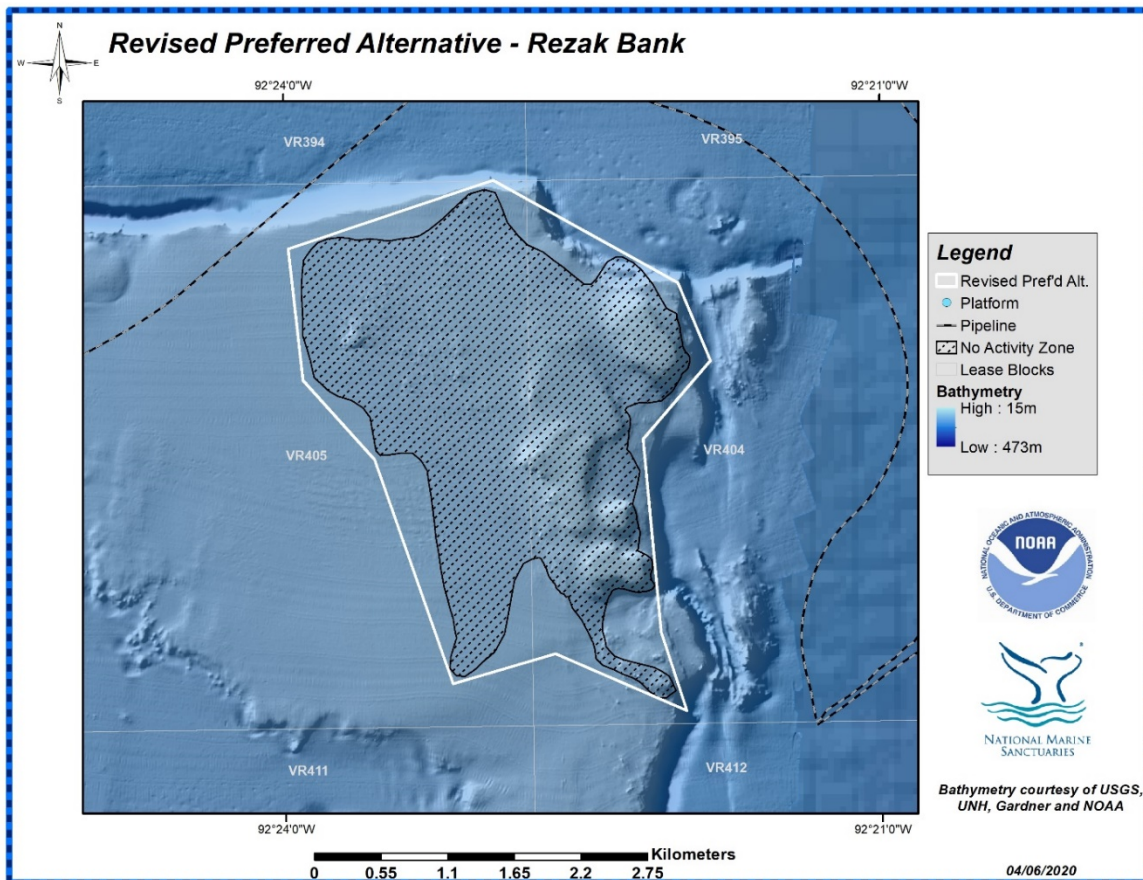 Revised Preferred Alternative - Rezak Bank
N
W E
S
92°24'0"W 92°21'0"W
VR394
VR395
VR405
VR404
VR411
VR412
Legend
Revised Pref'd Alt.
Platform
Pipeline
No Activity Zone
Lease Blocks
Bathymetry
High : 15m
Low : 473m
NATIONAL OCEANIC AND ATMOSPHERIC ADMINISTRATION
NOAA
U.S. DEPARTMENT OF COMMERCE
NATIONAL MARINE
SANCTUARIES
Bathymetry courtesy of USGS,
UNH, Gardner and NOAA
92°24'0"W 92°21'0"W
Kilometers
0 0.55 1.1 1.65 2.2 2.75
04/06/2020